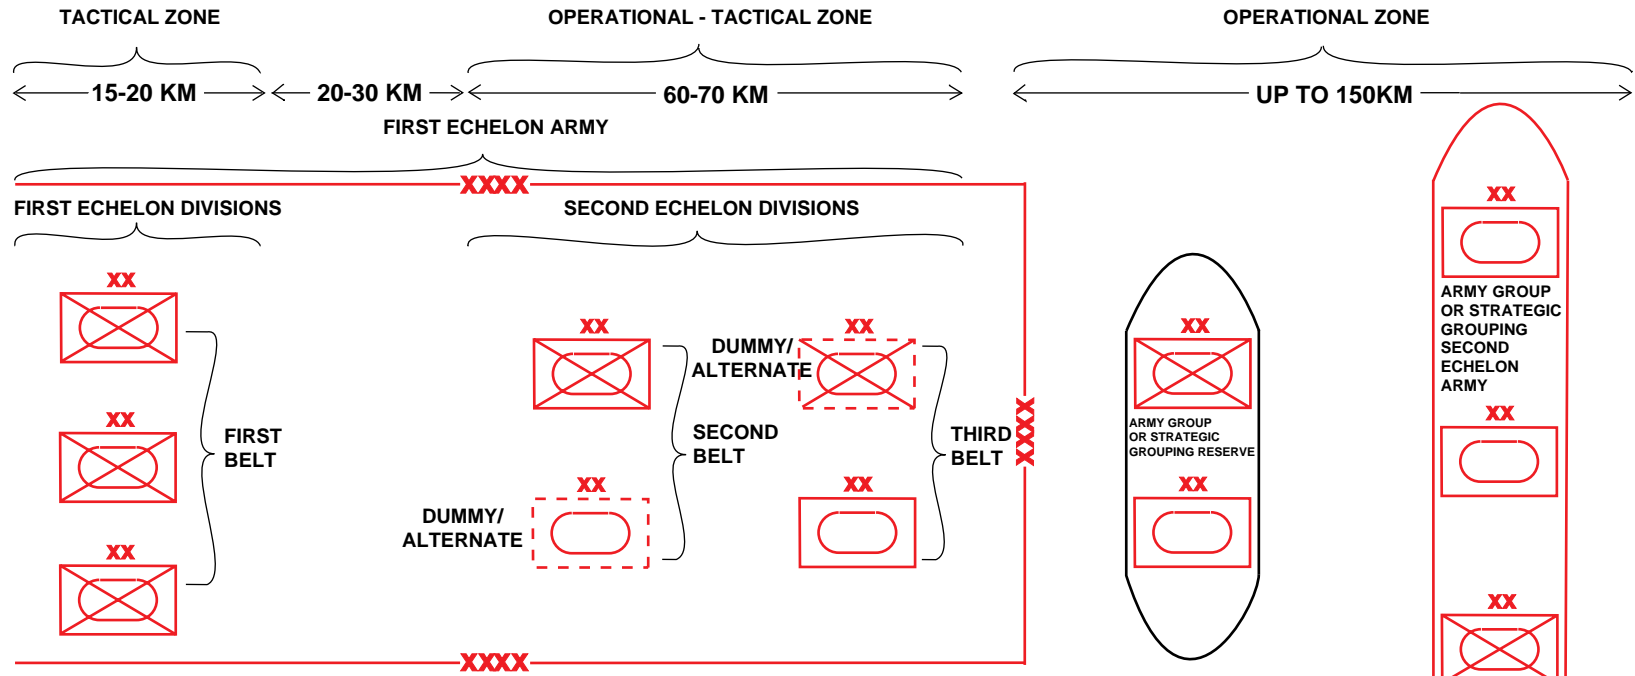 TACTICAL ZONE
OPERATIONAL - TACTICAL ZONE
OPERATIONAL ZONE
15-20 KM
20-30 KM
60-70 KM
UP TO 150KM
FIRST ECHELON ARMY
XXXX
FIRST ECHELON DIVISIONS
SECOND ECHELON DIVISIONS
XX
XX
XX
FIRST
BELT
XX
DUMMY/
ALTERNATE
XX
SECOND
BELT
XX
DUMMY/
ALTERNATE
XX
THIRD
BELT
XXXX
XX
ARMY GROUP
OR STRATEGIC
GROUPING RESERVE
XX
XX
ARMY GROUP
OR STRATEGIC
GROUPING
SECOND
ECHELON
ARMY
XX
XX
XXXX